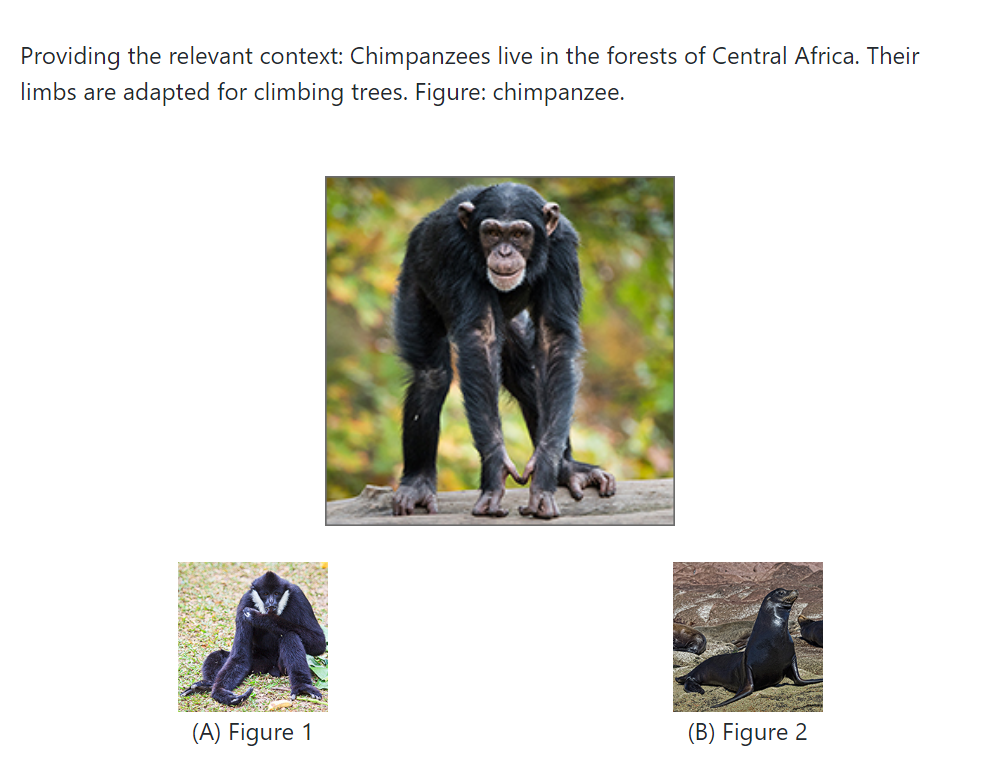 Providing the relevant context: Chimpanzees live in the forests of Central Africa. Their
limbs are adapted for climbing trees. Figure: chimpanzee.
(A) Figure 1
(B) Figure 2